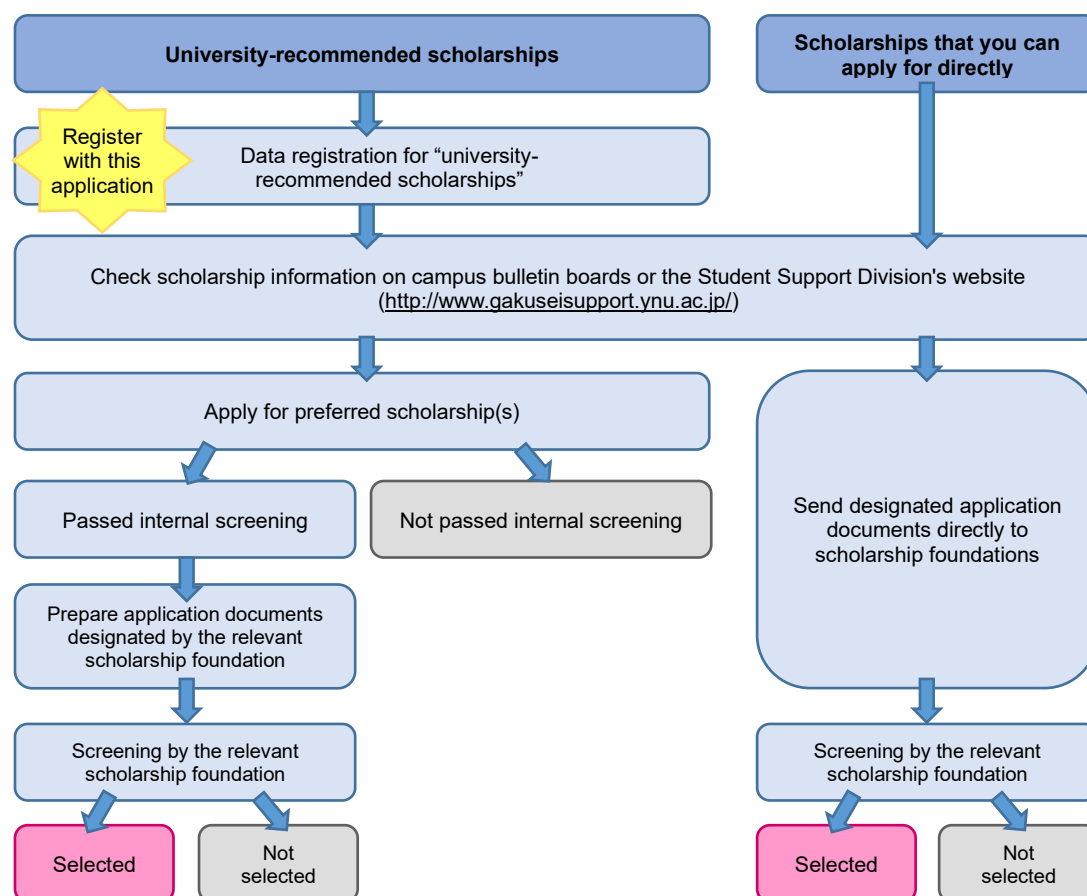 University-recommended scholarships
Scholarships that you can
apply for directly
Register
with this
application
Data registration for “university-
recommended scholarships”
Check scholarship information on campus bulletin boards or the Student Support Division's website
(http://www.gakuseisupport.ynu.ac.jp/)
Apply for preferred scholarship(s)
Passed internal screening
Not passed internal screening
Send designated application
documents directly to
scholarship foundations
Prepare application documents
designated by the relevant
scholarship foundation
Screening by the relevant
scholarship foundation
Screening by the relevant
scholarship foundation
Selected
Not
selected
Selected
Not
selected